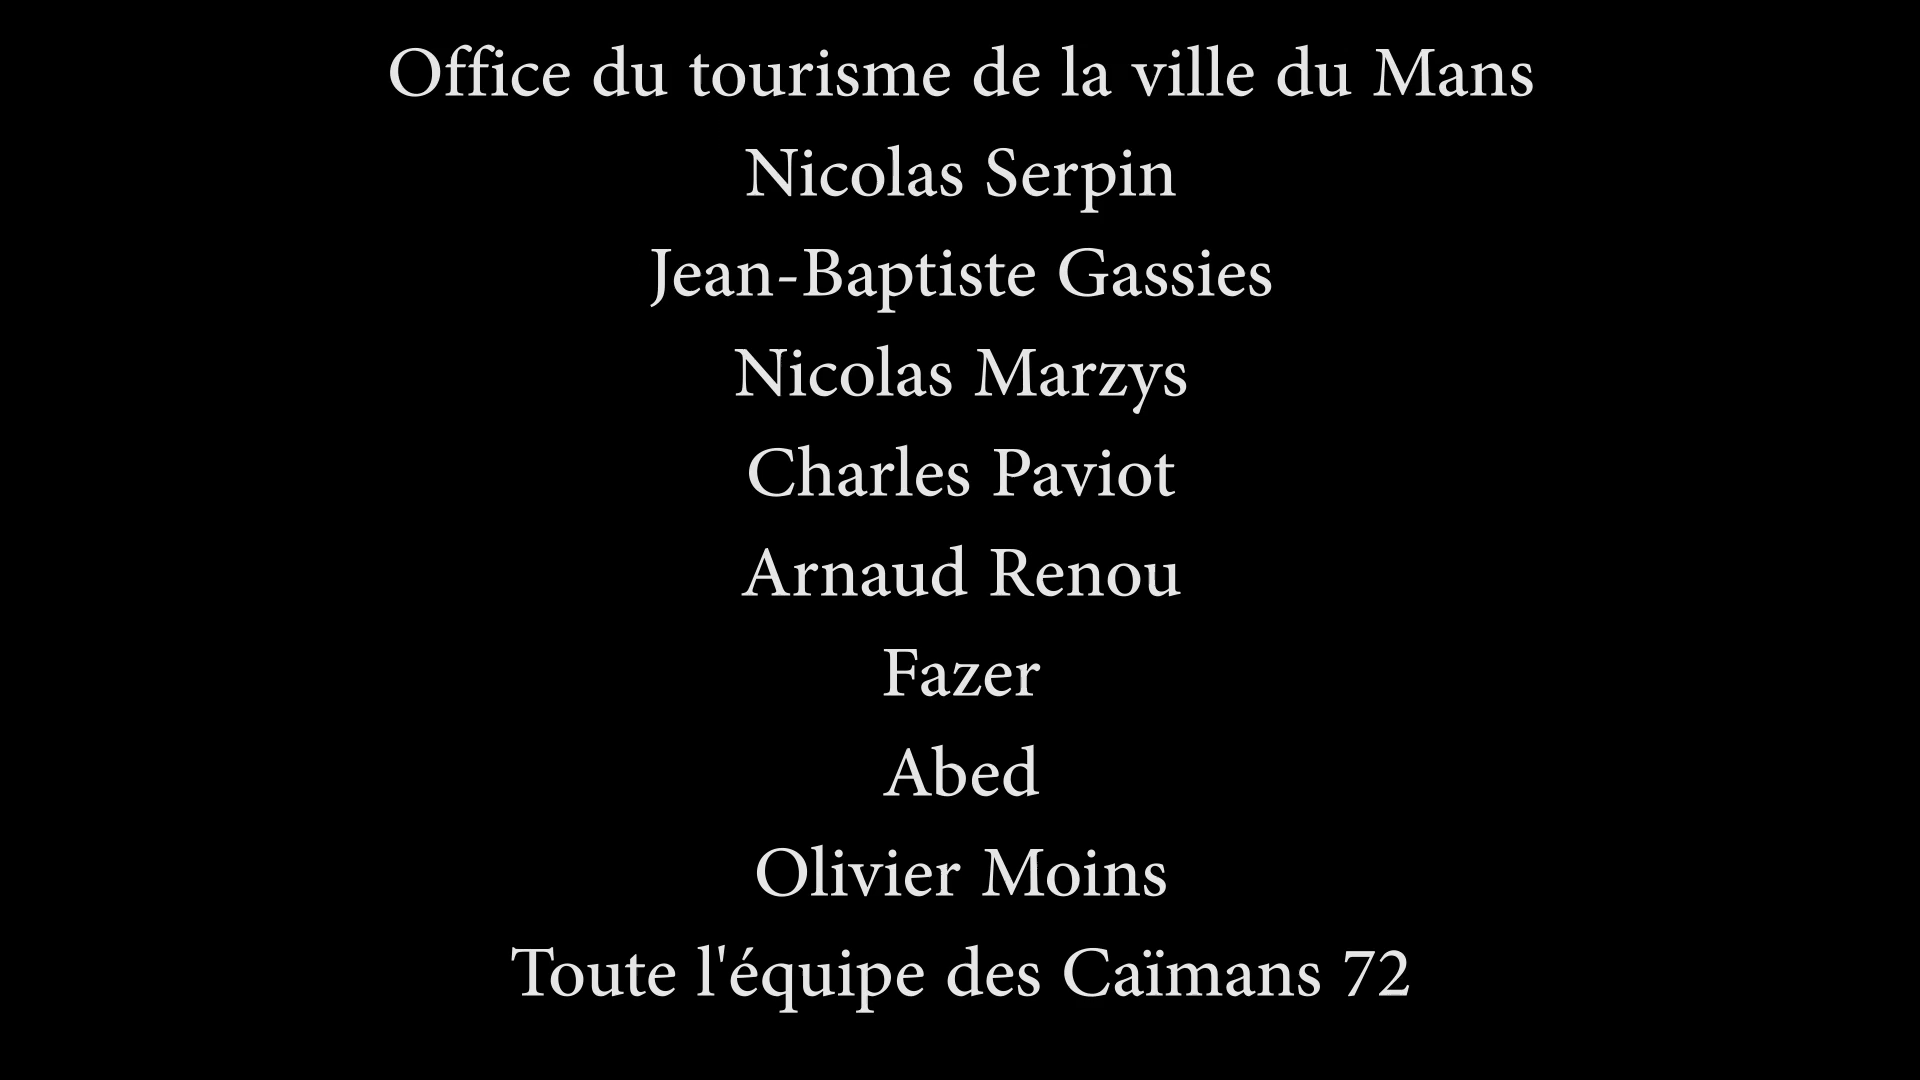 Office du tourisme de la ville du Mans
Nicolas Serpin
Jean-Baptiste Gassies
Nicolas Marzys
Charles Paviot
Arnaud Renou
Fazer
Abed
Olivier Moins
Toute l'équipe des Caïmans 72